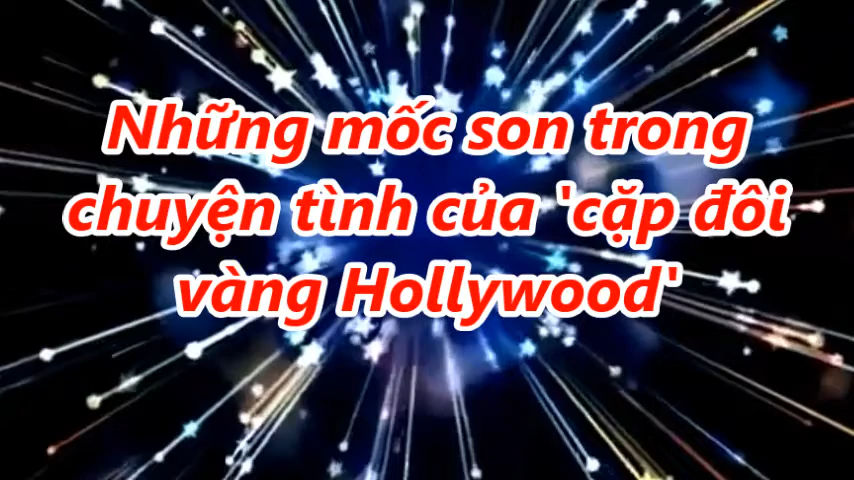 Những mốc son trong
chuyện tình của 'cặp đôi
vàng Hollywood'